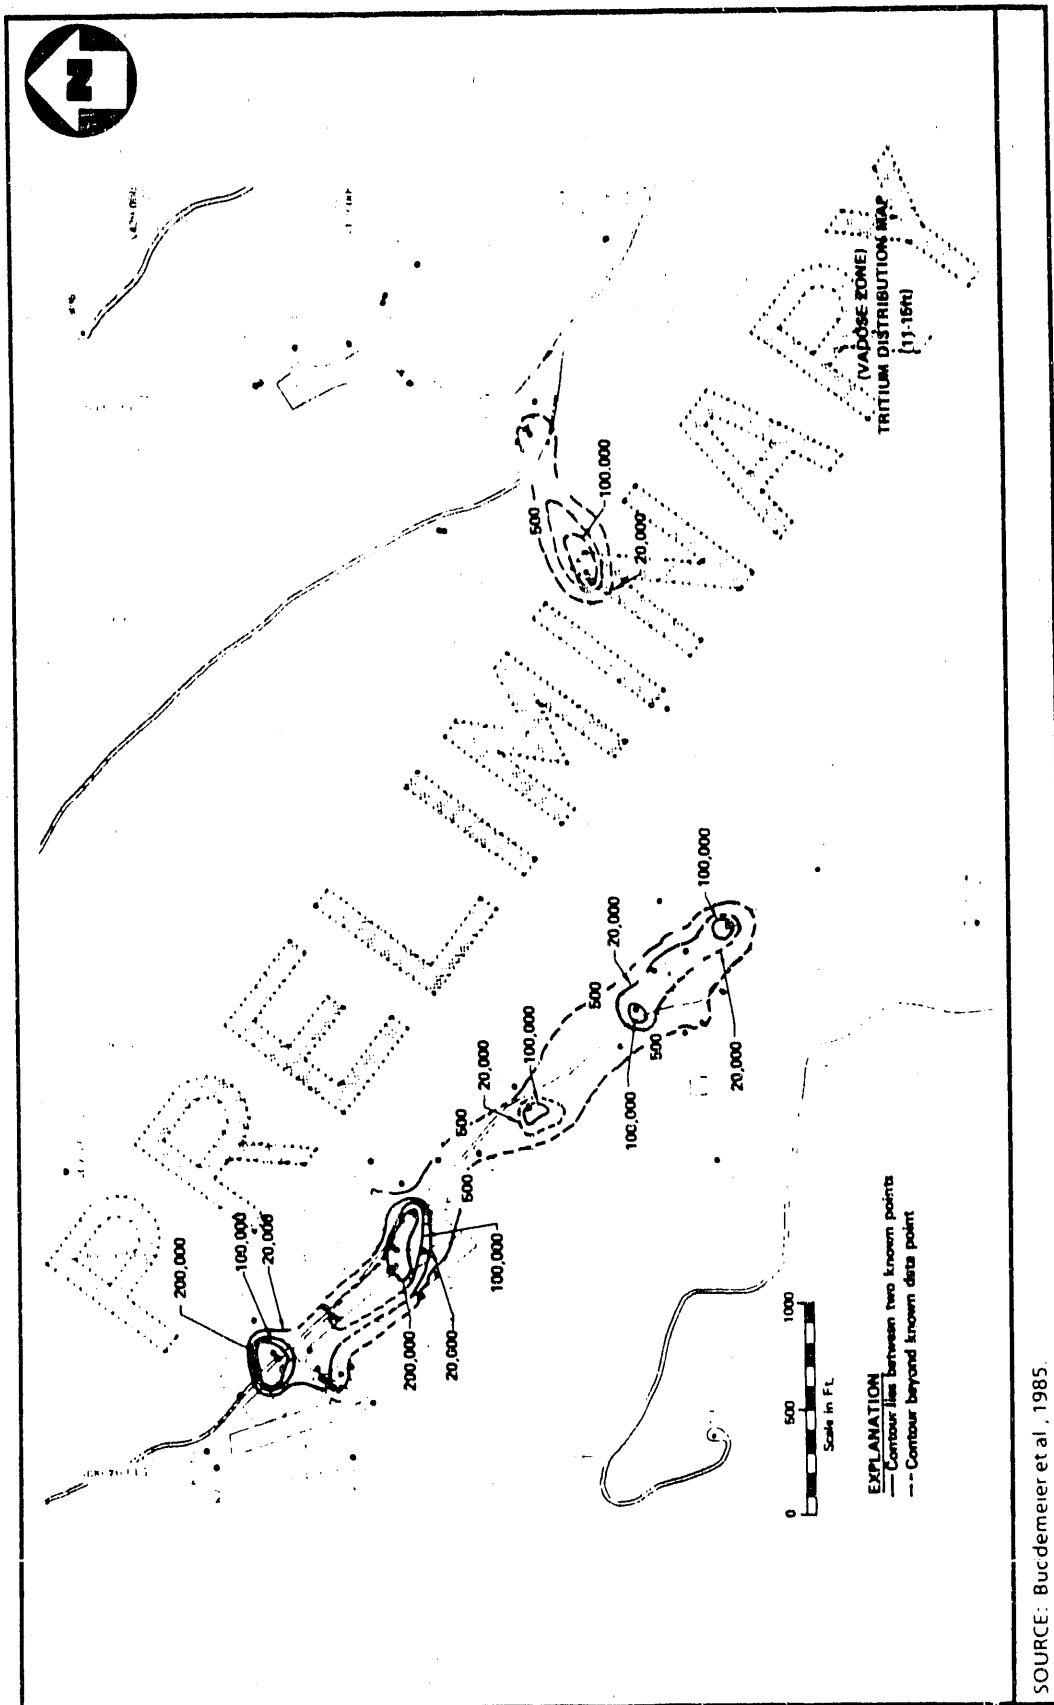 N
PRELIMINARY
(VADOSE ZONE)
TRITIUM DISTRIBUTION MAP
(11-15ft)
200,000
100,000
20,000
?
?
200,000
20,000
100,000
500
500
20,000
100,000
500
20,000
100,000
500
100,000
20,000
500
100,000
20,000
0 500 1000
Scale in Ft.
EXPLANATION
— Contour lies between two known points
--- Contour beyond known data point
SOURCE: Bucdemeier et al, 1985.